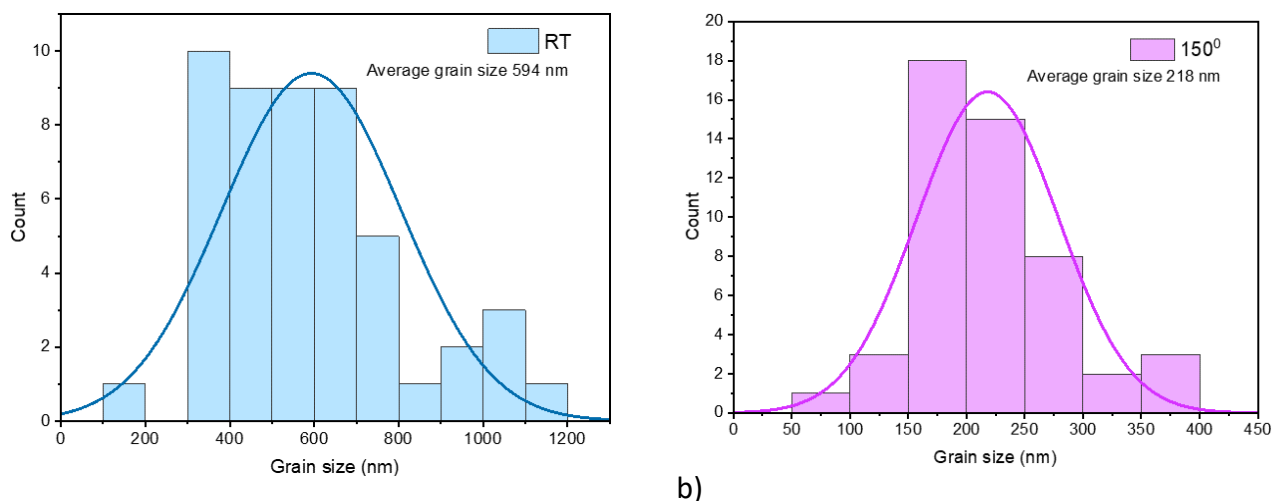 RT
Average grain size 594 nm
10
8
6
4
2
0
Count
0 200 400 600 800 1000 1200
Grain size (nm)
150⁰
Average grain size 218 nm
20
18
16
14
12
10
8
6
4
2
0
Count
0 50 100 150 200 250 300 350 400 450
Grain size (nm)
b)